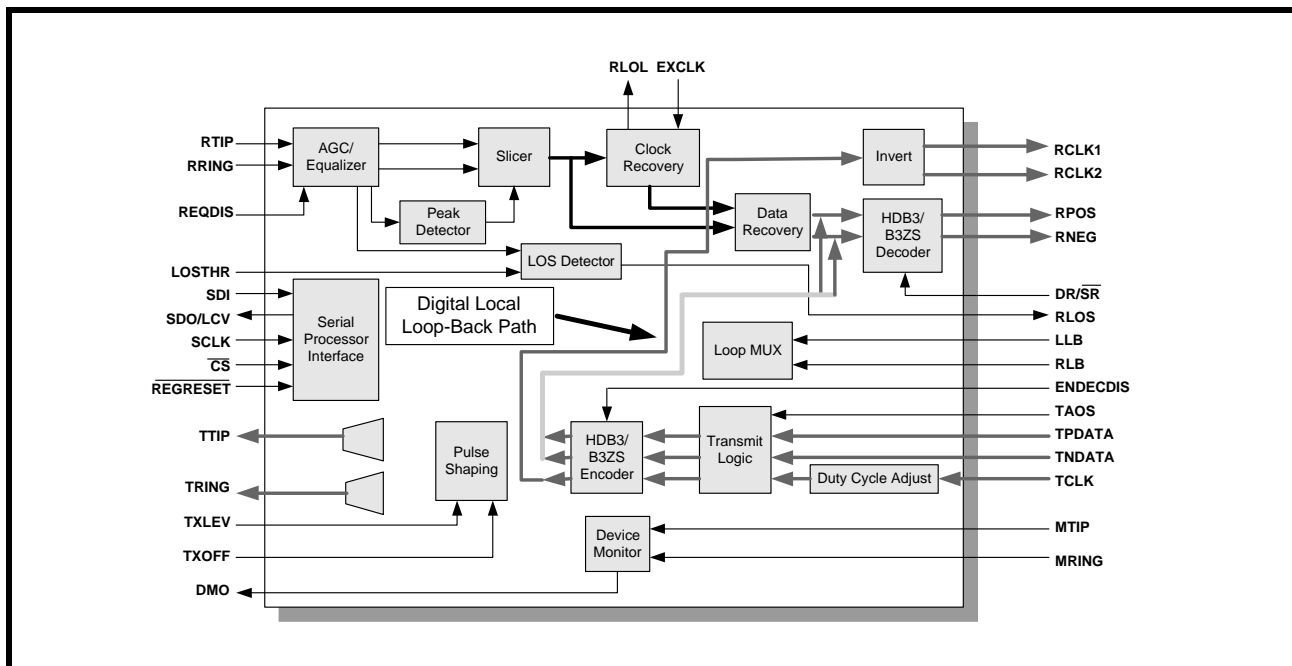 RLOL EXCLK
RTIP
RRING
REQDIS
LOSTHR
SDI
SDO/LCV
SCLK
CS
REGRESET
TTIP
TRING
TXLEV
TXOFF
DMO
AGC/
Equalizer
Slicer
Clock
Recovery
Invert
Peak
Detector
Data
Recovery
HDB3/
B3ZS
Decoder
LOS Detector
Serial
Processor
Interface
Digital Local
Loop-Back Path
Loop MUX
Pulse
Shaping
HDB3/
B3ZS
Encoder
Transmit
Logic
Duty Cycle Adjust
Device
Monitor
RCLK1
RCLK2
RPOS
RNEG
DR/SR
RLOS
LLB
RLB
ENDECDIS
TAOS
TPDATA
TNDATA
TCLK
MTIP
MRING